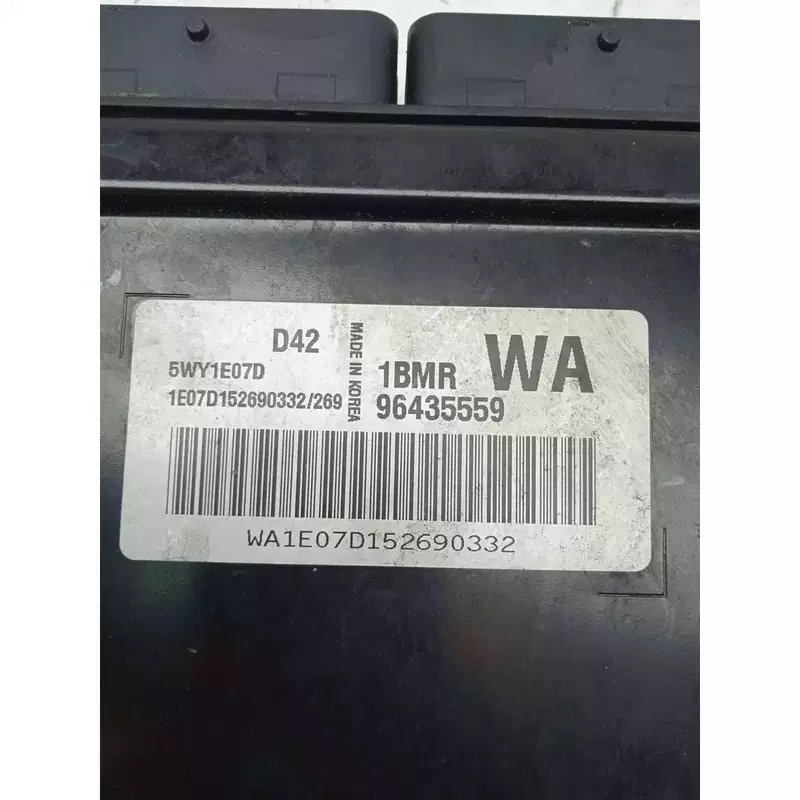 D42
5WY1E07D
1E07D152690332/269
MADE IN KOREA
1BMR WA
96435559
WA1E07D152690332